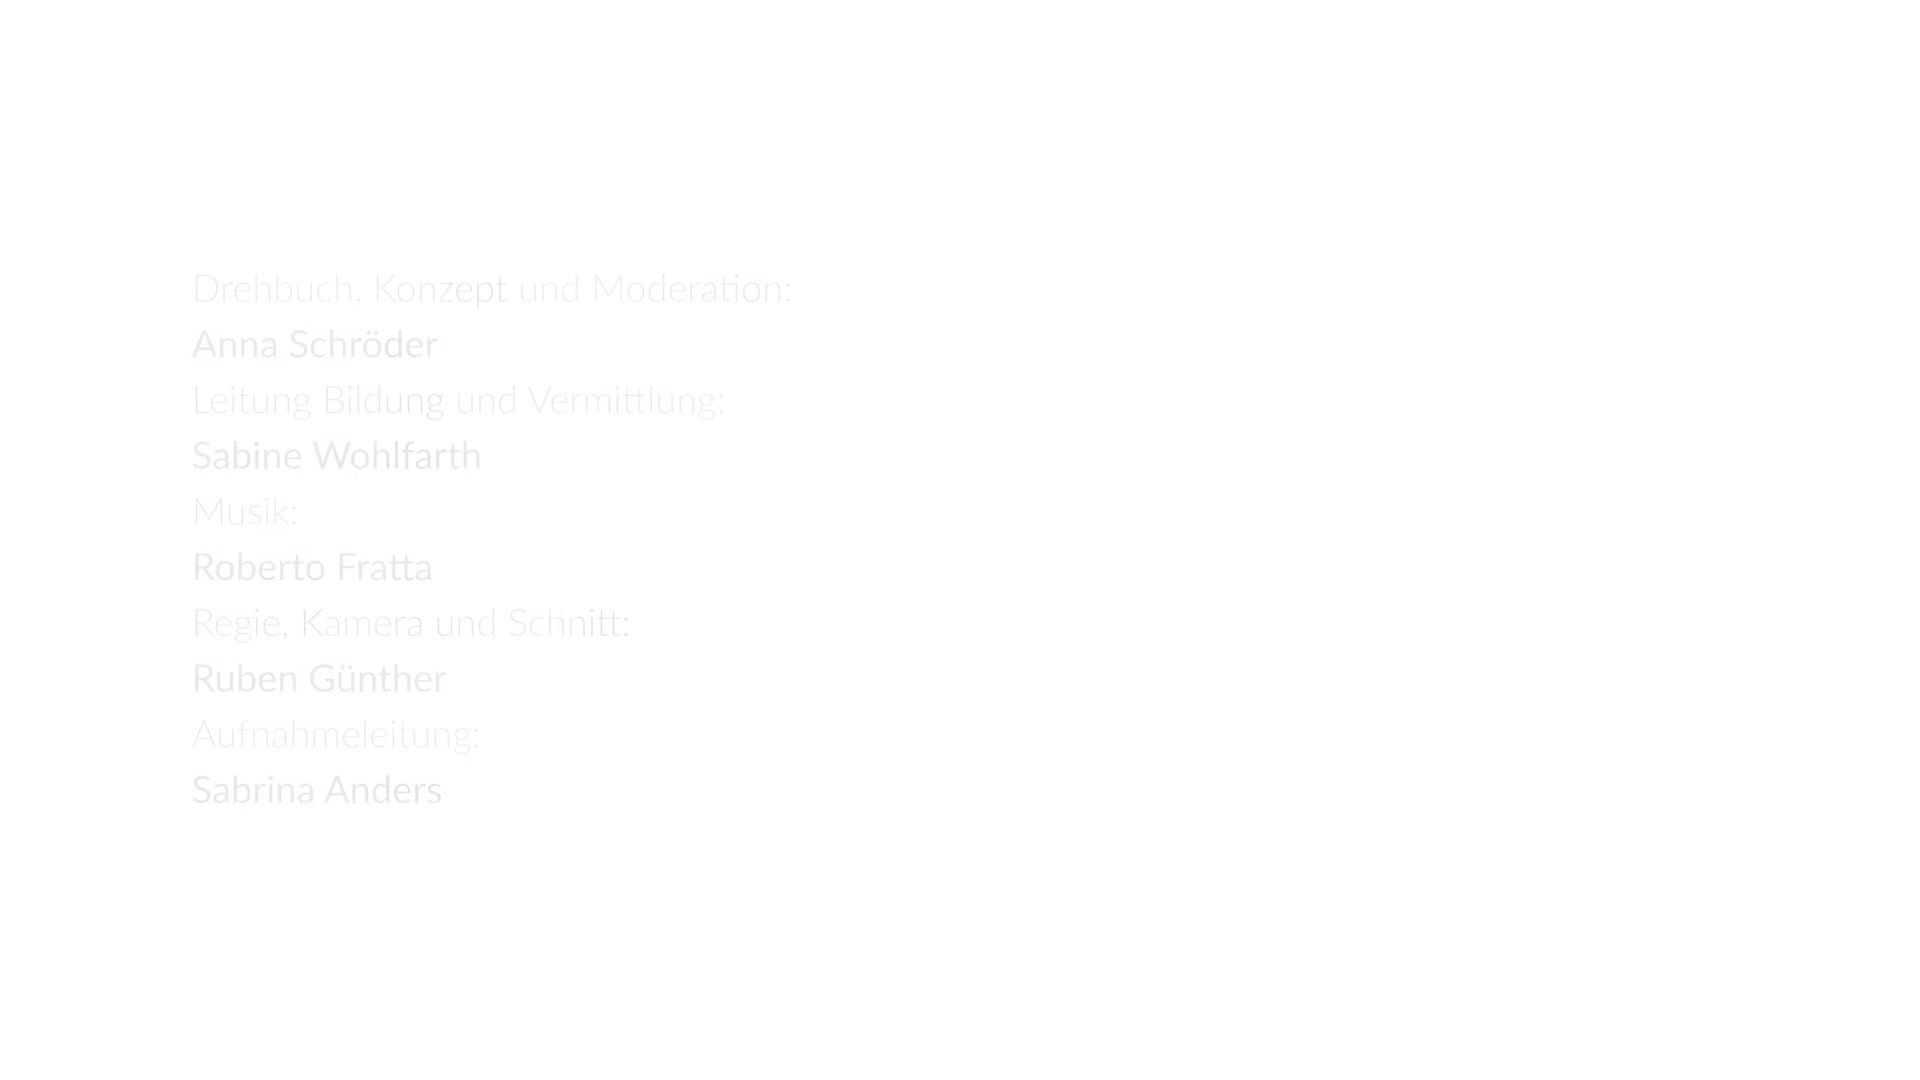 Drehbuch, Konzept und Moderation:
Anna Schröder
Leitung Bildung und Vermittlung:
Sabine Wohlfarth
Musik:
Roberto Fratta
Regie, Kamera und Schnitt:
Ruben Günther
Aufnahmeleitung:
Sabrina Anders